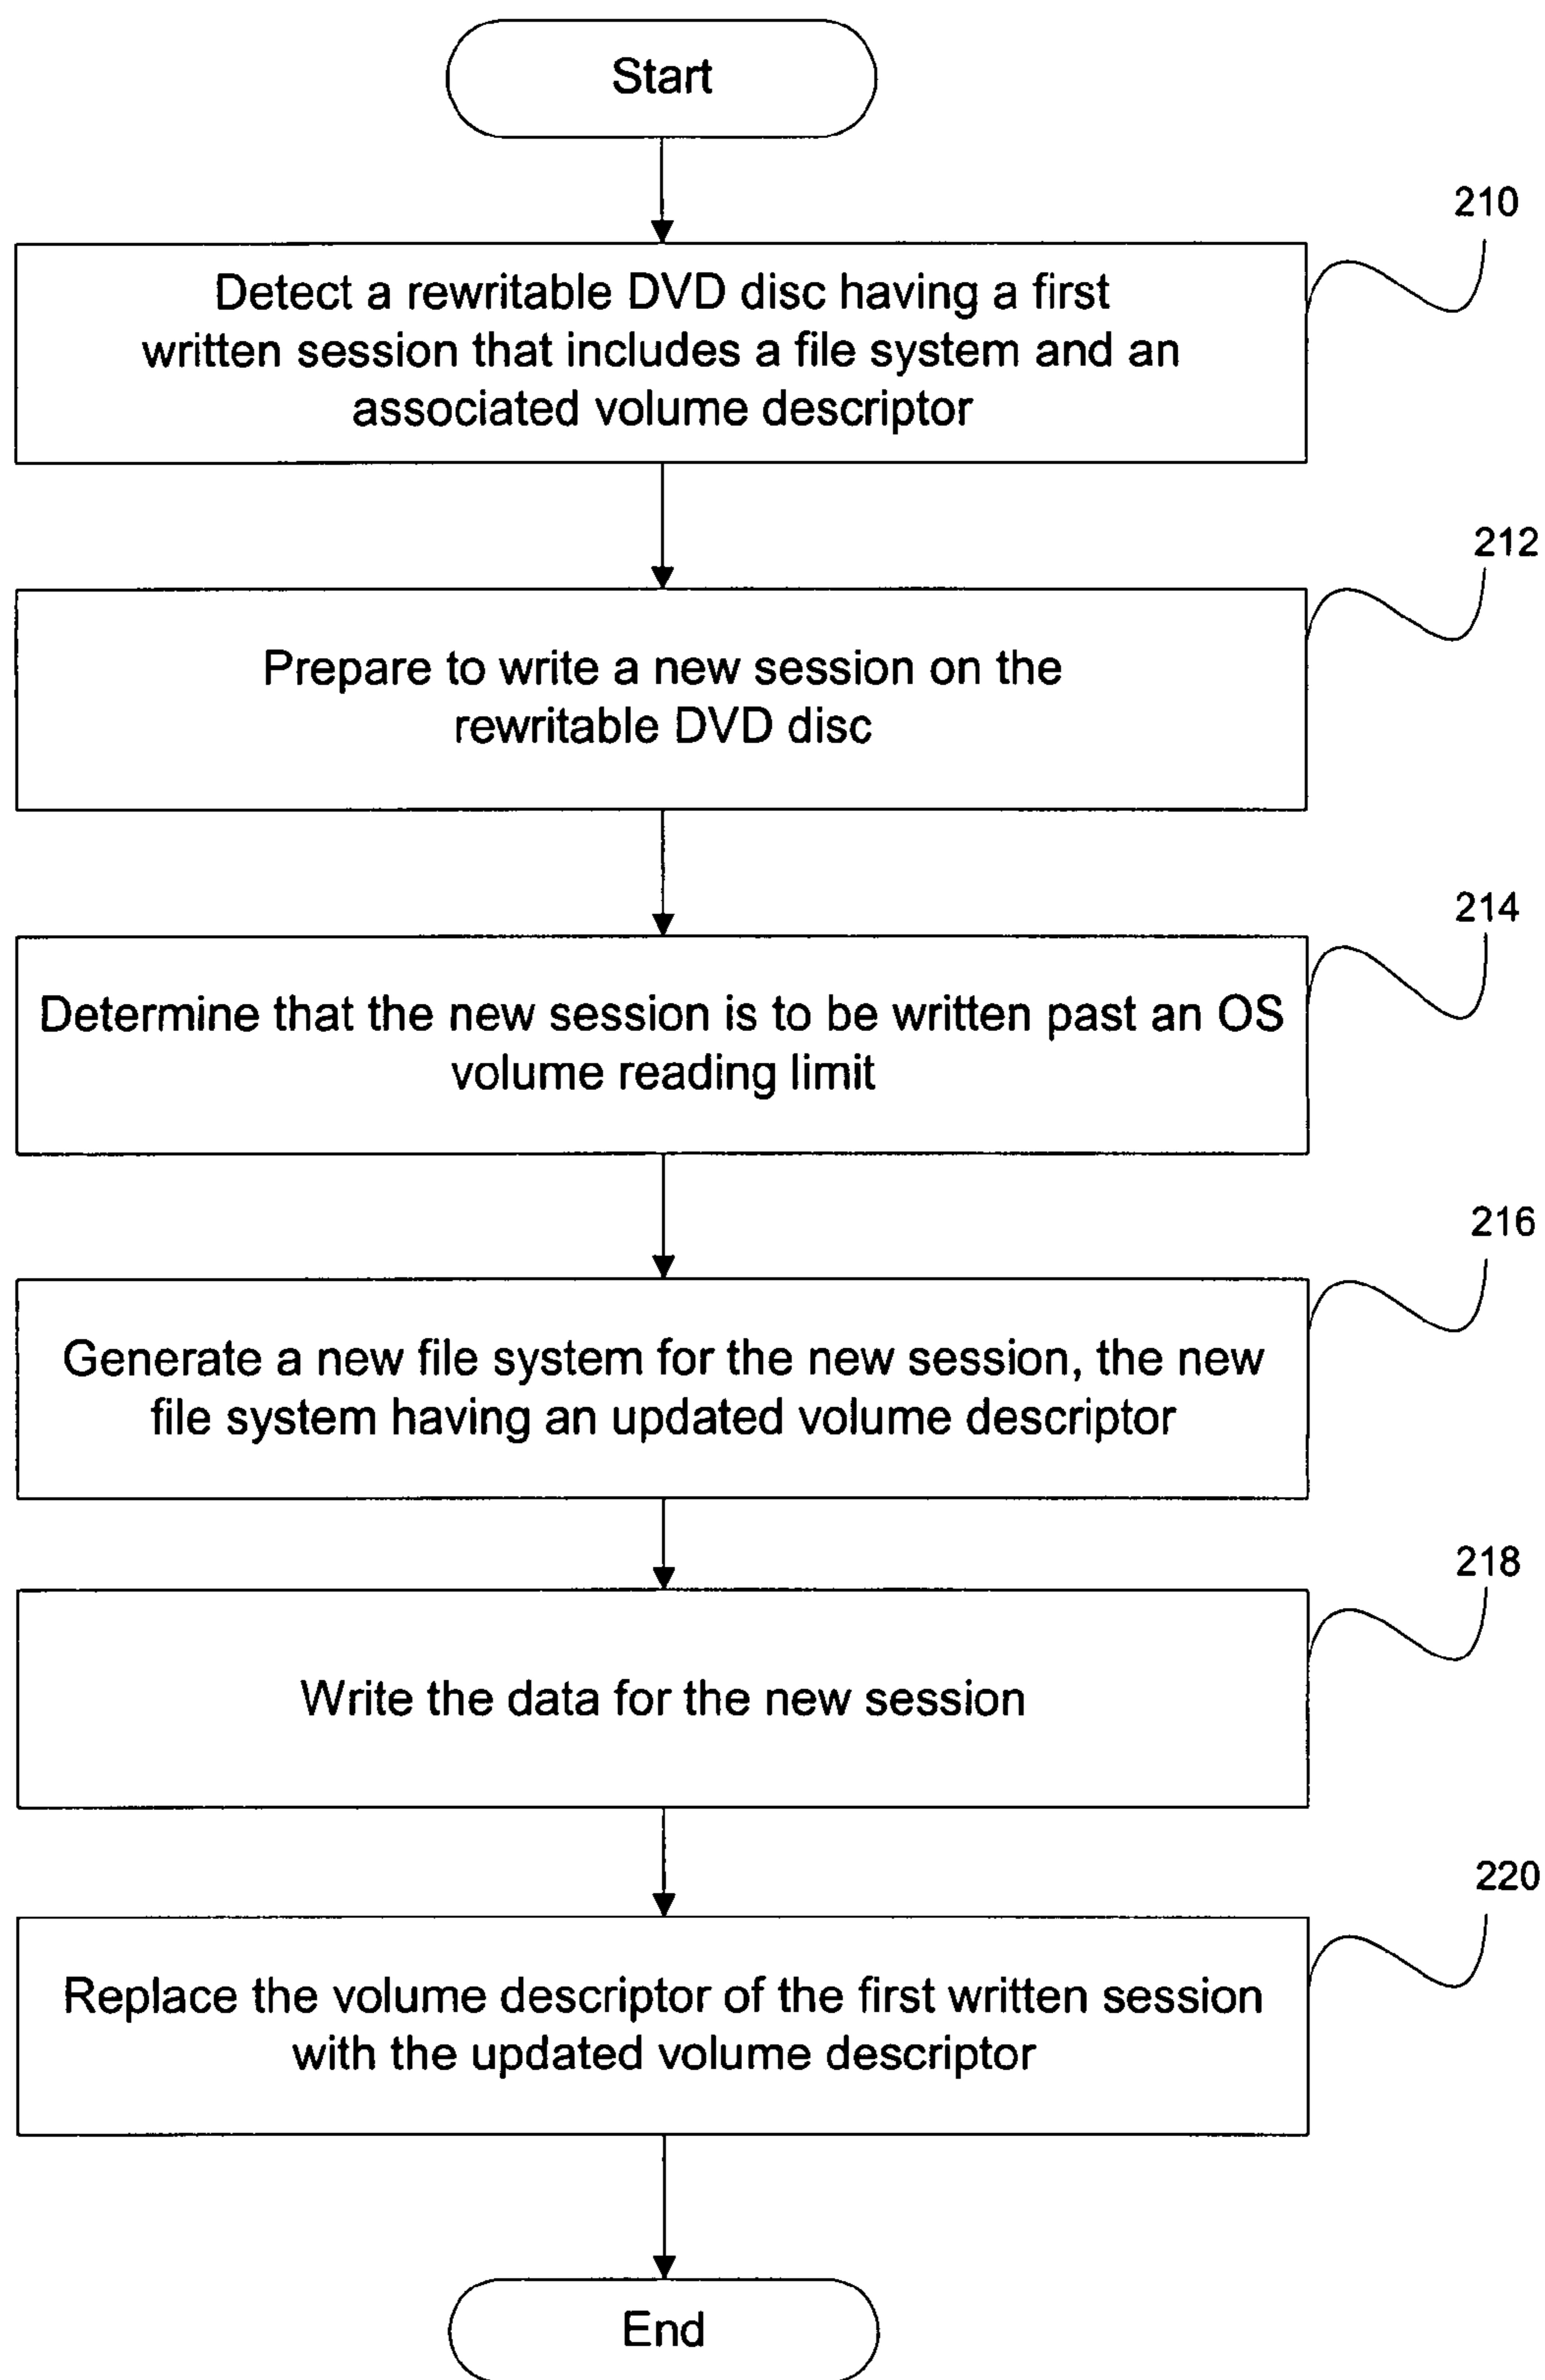 Start
210
Detect a rewritable DVD disc having a first
written session that includes a file system and an
associated volume descriptor
212
Prepare to write a new session on the
rewritable DVD disc
214
Determine that the new session is to be written past an OS
volume reading limit
216
Generate a new file system for the new session, the new
file system having an updated volume descriptor
218
Write the data for the new session
220
Replace the volume descriptor of the first written session
with the updated volume descriptor
End